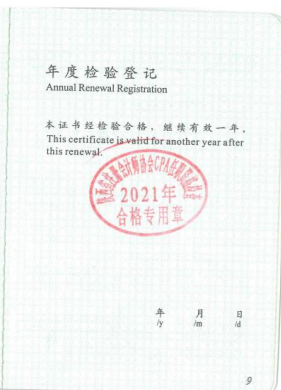 年度检验登记
Annual Renewal Registration
本证书经检验合格，继续有效一年。
This certificate is valid for another year after
this renewal.
2021年
合格专用章
年 月 日
/y /m /d
9